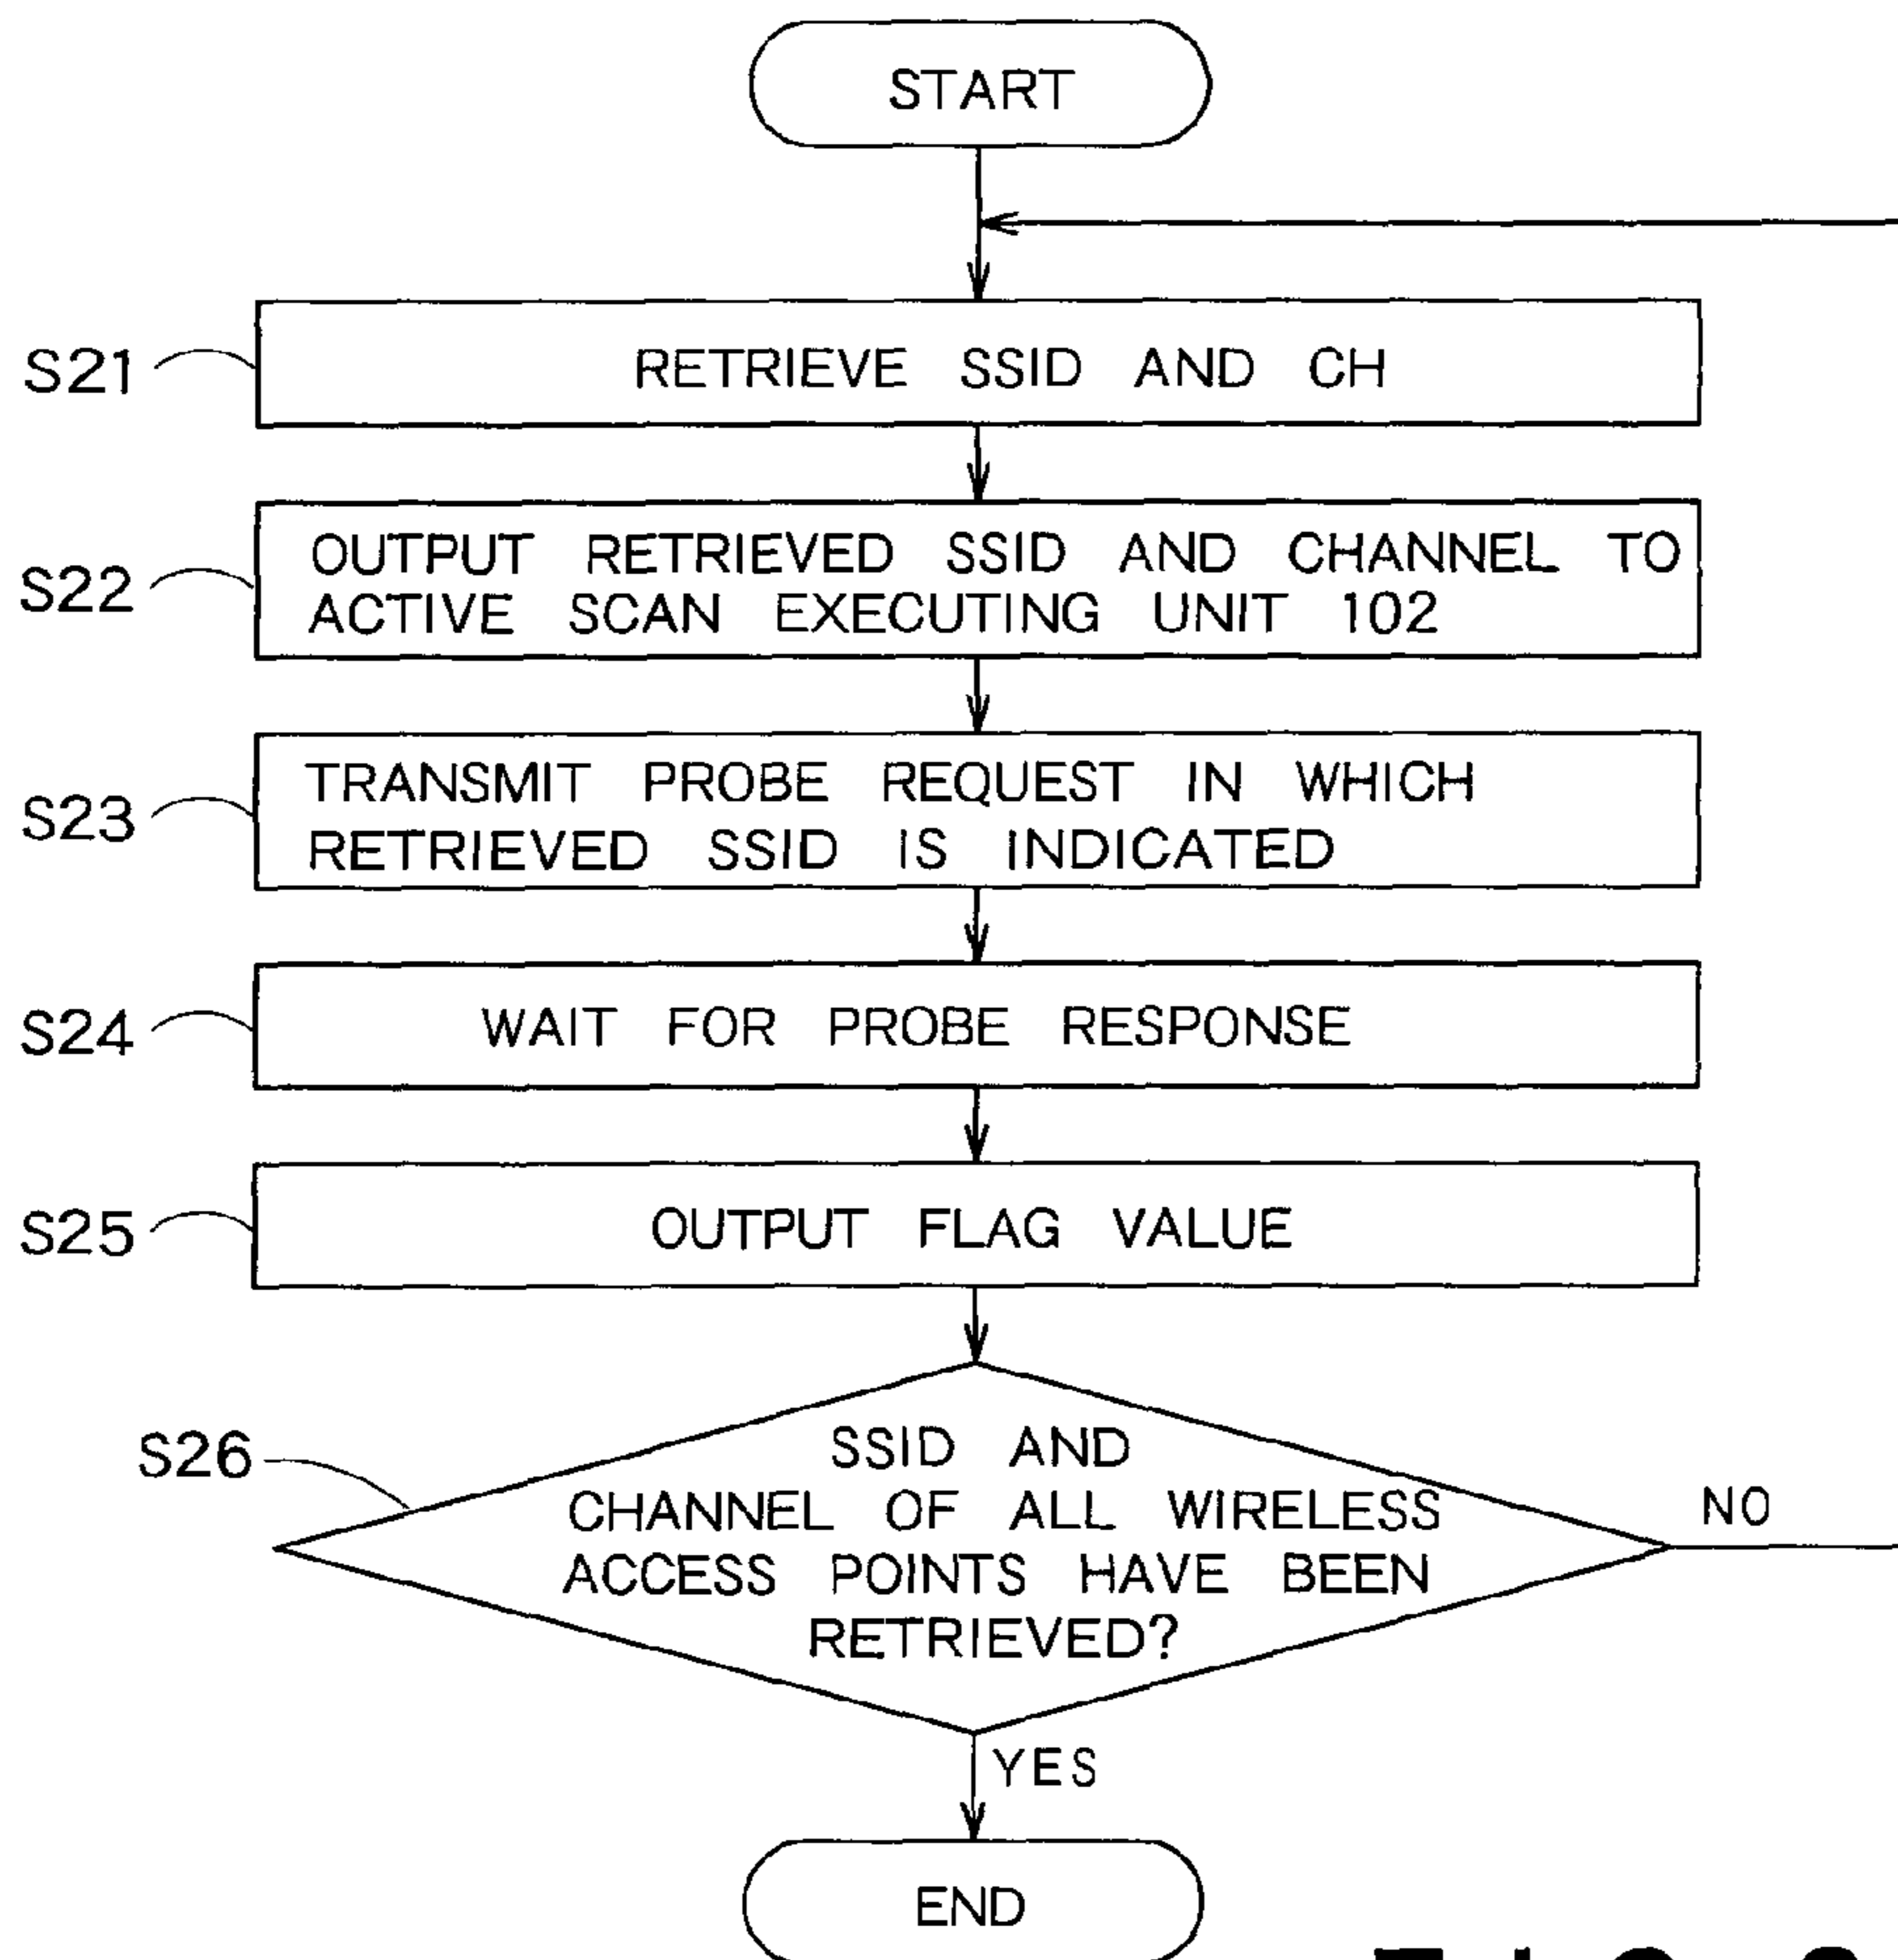 START
S21
RETRIEVE SSID AND CH
S22
OUTPUT RETRIEVED SSID AND CHANNEL TO
ACTIVE SCAN EXECUTING UNIT 102
S23
TRANSMIT PROBE REQUEST IN WHICH
RETRIEVED SSID IS INDICATED
S24
WAIT FOR PROBE RESPONSE
S25
OUTPUT FLAG VALUE
S26
SSID AND
CHANNEL OF ALL WIRELESS
ACCESS POINTS HAVE BEEN
RETRIEVED?
NO
YES
END